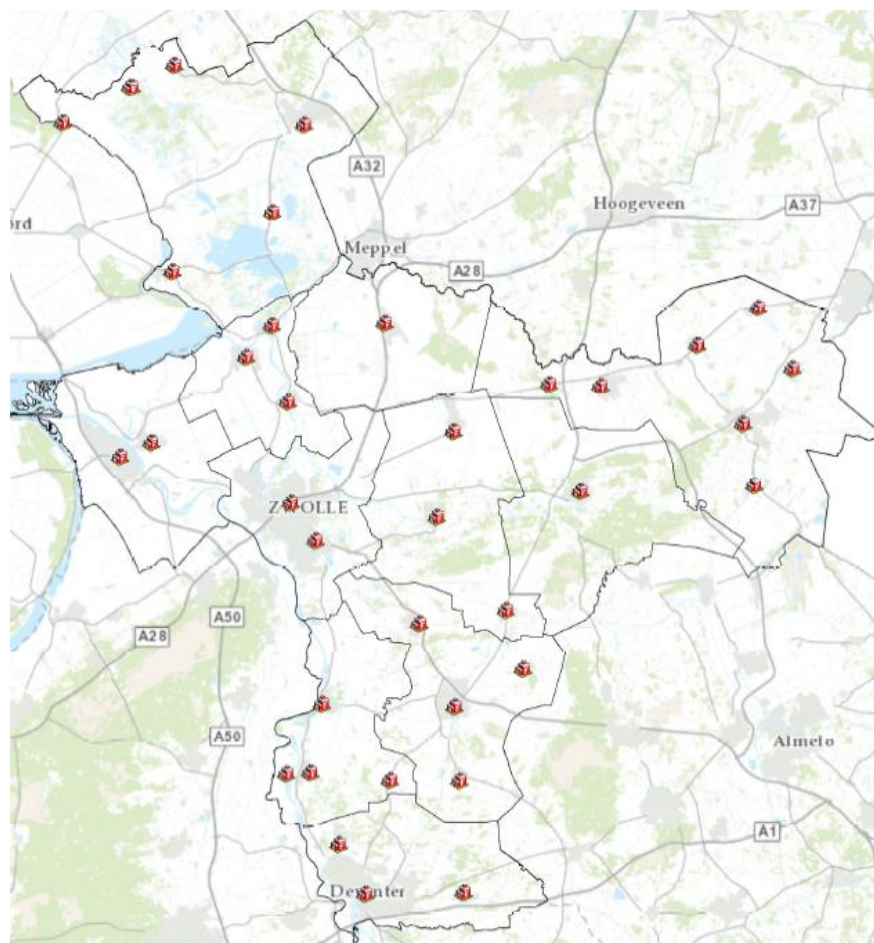 A32
Hoogeveen
A37
ord
Meppel
A28
ZWOLLE
A50
A28
A50
Almelo
A1
Deventer